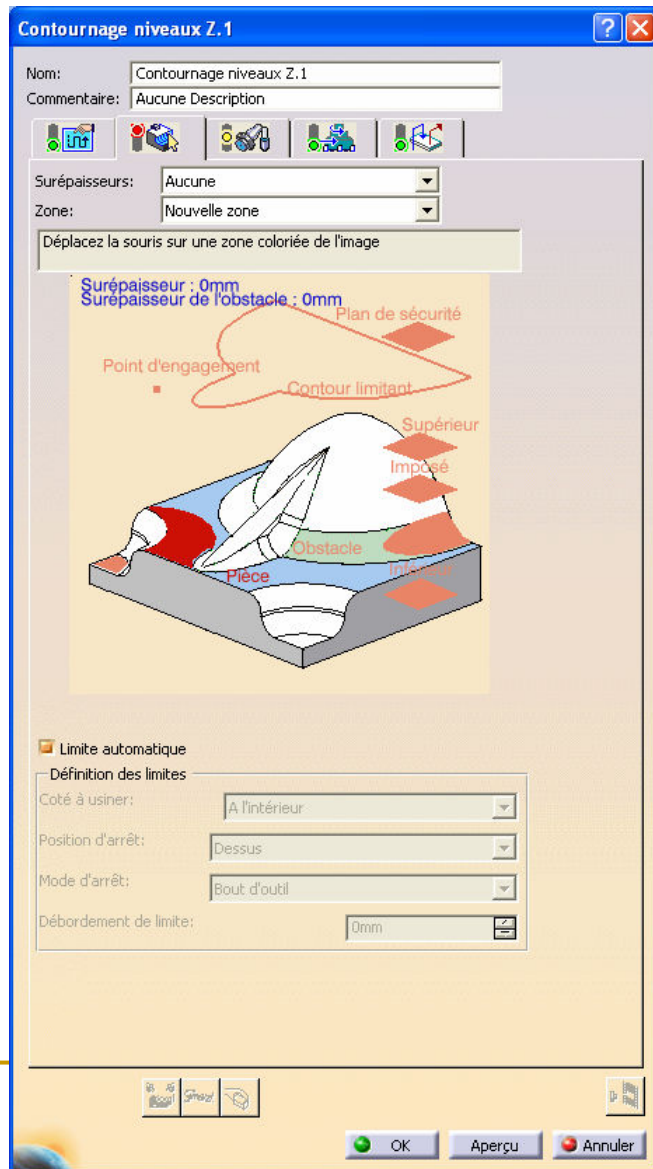 Contournage niveaux Z.1
Nom: Contournage niveaux Z.1
Commentaire: Aucune Description
Surépaisseurs: Aucune
Zone: Nouvelle zone
Déplacez la souris sur une zone coloriée de l'image
Surépaisseur : 0mm
Surépaisseur de l'obstacle : 0mm
Plan de sécurité
Point d'engagement
Contour limitant
Supérieur
Imposé
Obstacle
Pièce
Inférieur
Limite automatique
Définition des limites
Coté à usiner: A l'intérieur
Position d'arrêt: Dessus
Mode d'arrêt: Bout d'outil
Débordement de limite: 0mm
OK Aperçu Annuler